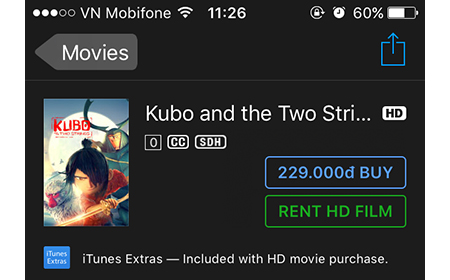 VN Mobifone 11:26 60%
Movies
KUBO
Kubo and the Two Stri... HD
0 CC SDH
229.000đ BUY
RENT HD FILM
iTunes
Extras
iTunes Extras — Included with HD movie purchase.